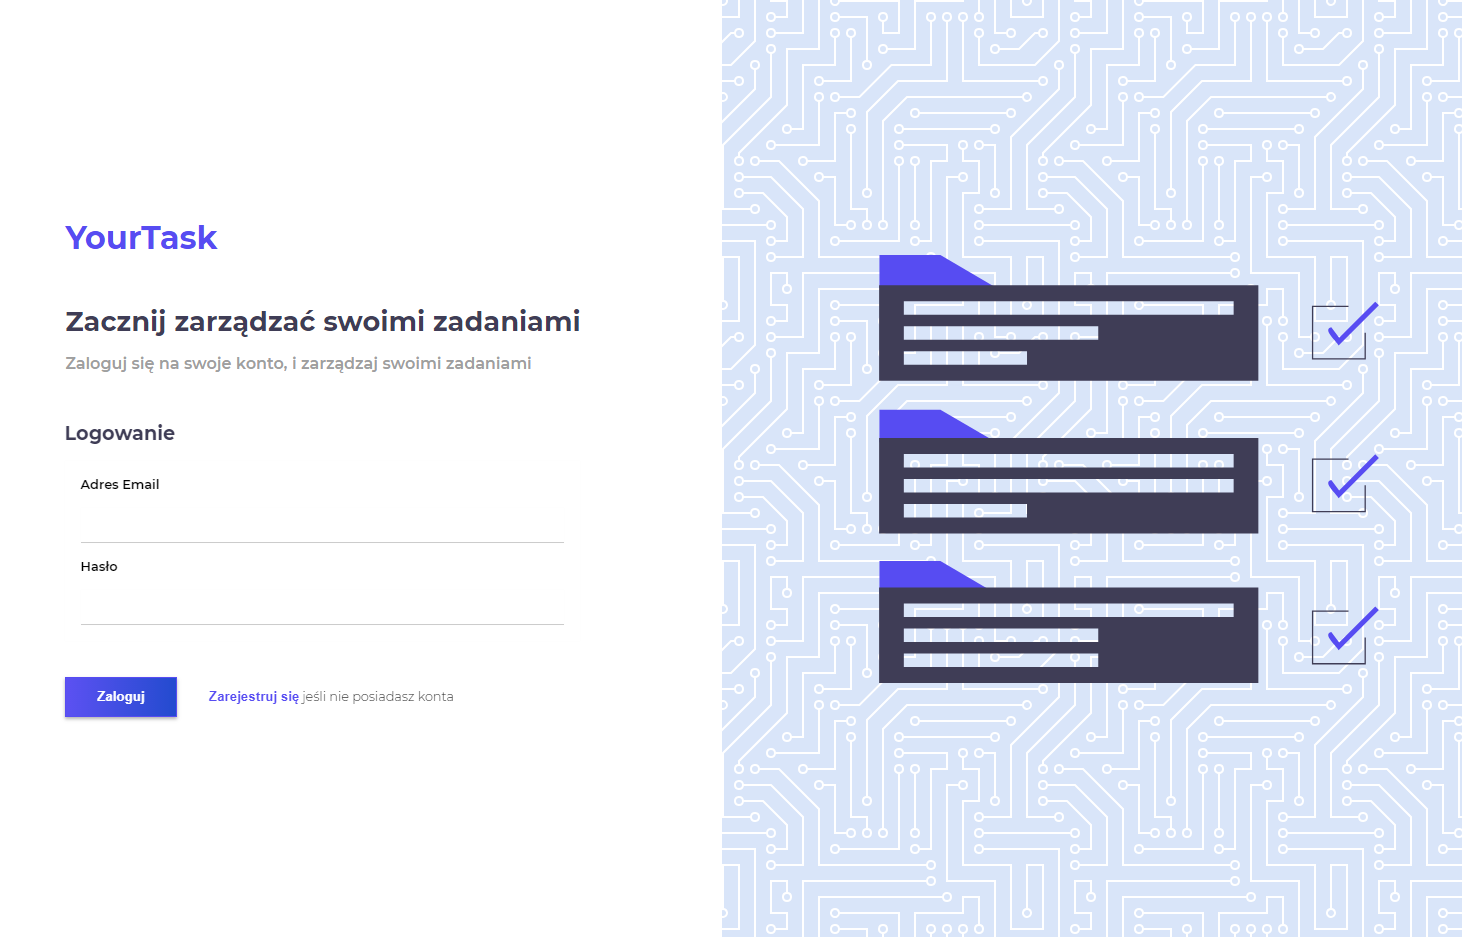 YourTask
Zacznij zarządzać swoimi zadaniami
Zaloguj się na swoje konto, i zarządzaj swoimi zadaniami
Logowanie
Adres Email
Hasło
Zaloguj
Zarejestruj się jeśli nie posiadasz konta